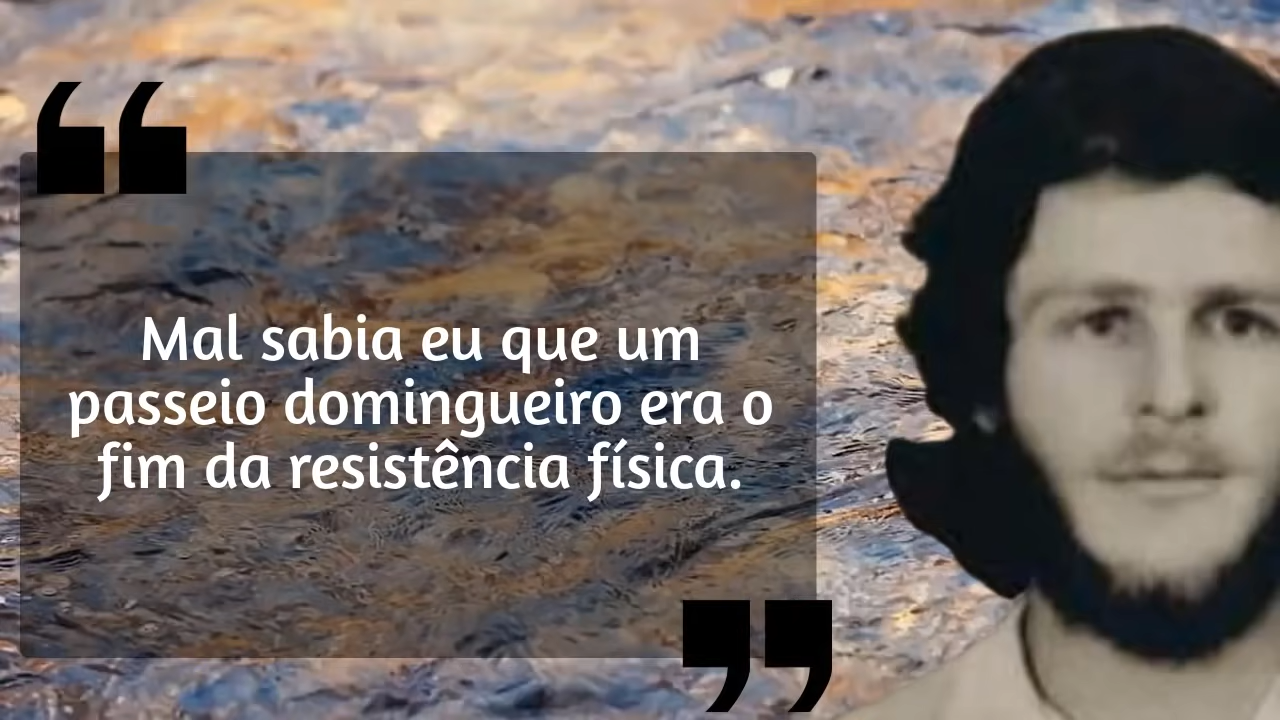 Mal sabia eu que um
passeio domingueiro era o
fim da resistência física.